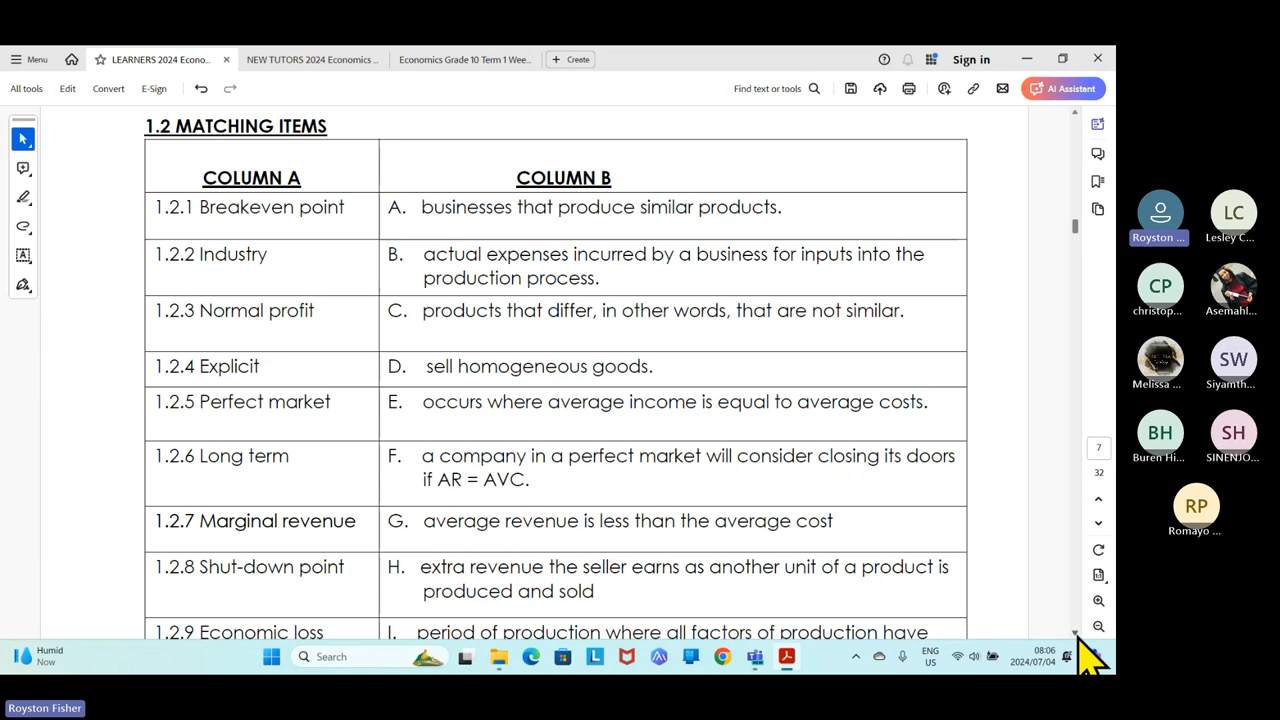 Menu
LEARNERS 2024 Econo...
NEW TUTORS 2024 Economics ...
Economics Grade 10 Term 1 Wee...
Create
Sign in
All tools
Edit
Convert
E-Sign
Find text or tools
AI Assistant
1.2 MATCHING ITEMS
COLUMN A
COLUMN B
1.2.1 Breakeven point
A. businesses that produce similar products.
1.2.2 Industry
B. actual expenses incurred by a business for inputs into the
production process.
1.2.3 Normal profit
C. products that differ, in other words, that are not similar.
1.2.4 Explicit
D. sell homogeneous goods.
1.2.5 Perfect market
E. occurs where average income is equal to average costs.
1.2.6 Long term
F. a company in a perfect market will consider closing its doors
if AR = AVC.
1.2.7 Marginal revenue
G. average revenue is less than the average cost
1.2.8 Shut-down point
H. extra revenue the seller earns as another unit of a product is
produced and sold
1.2.9 Economic loss
I. period of production where all factors of production have
7
32
Royston ...
LC
Lesley C...
CP
christop...
Asemahl...
Melissa ...
SW
Siyamth...
BH
Buren Hi...
SH
SINENJO...
RP
Romayo ...
Humid
Now
Search
ENG
US
08:06
2024/07/04
Royston Fisher